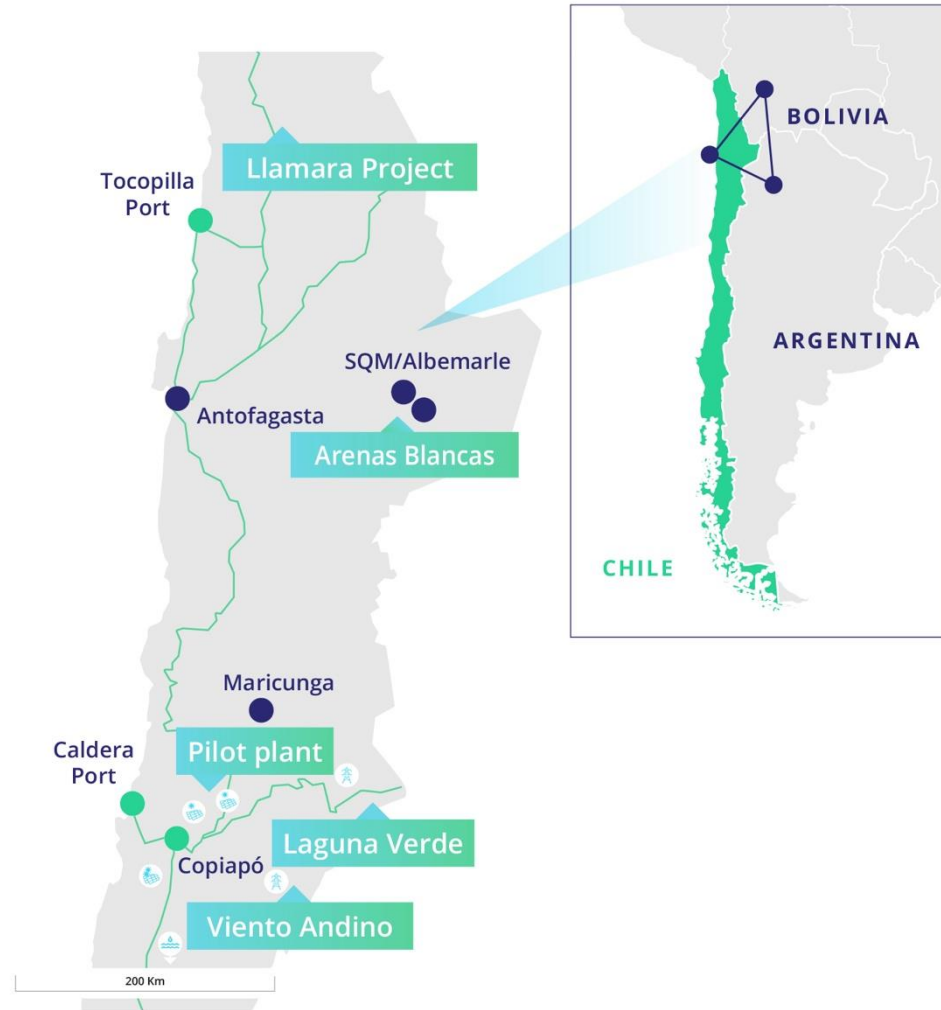 Llamara Project
Tocopilla
Port
SQM/Albemarle
Antofagasta
Arenas Blancas
Maricunga
Pilot plant
Caldera
Port
Laguna Verde
Copiapó
Viento Andino
200 Km
BOLIVIA
ARGENTINA
CHILE